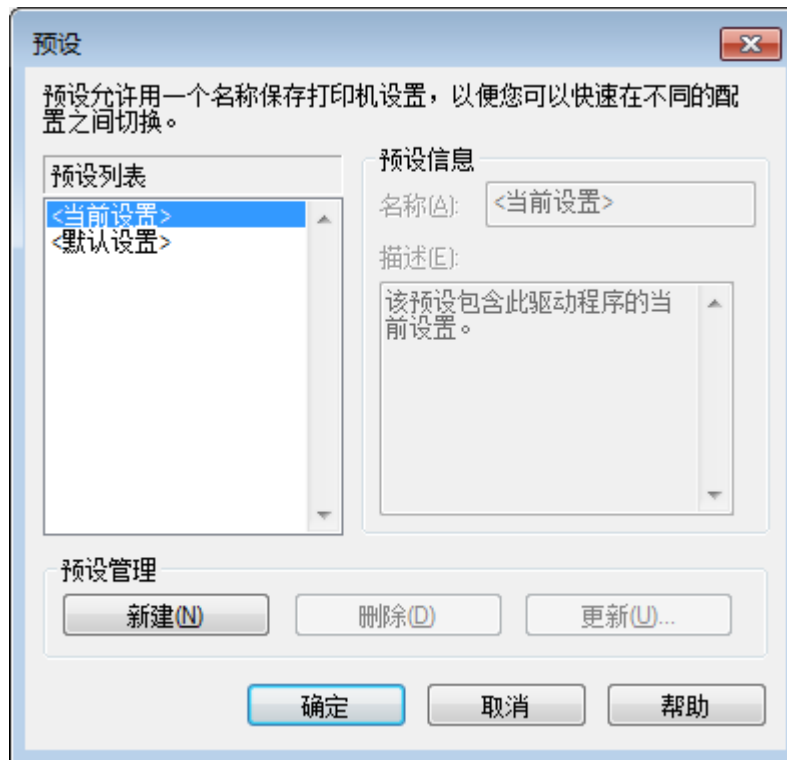 预设
预设允许用一个名称保存打印机设置，以便您可以快速在不同的配
置之间切换。
预设列表
<当前设置>
<默认设置>
预设信息
名称(A):
<当前设置>
描述(E):
该预设包含此驱动程序的当
前设置。
预设管理
新建(N)
删除(D)
更新(U)...
确定
取消
帮助